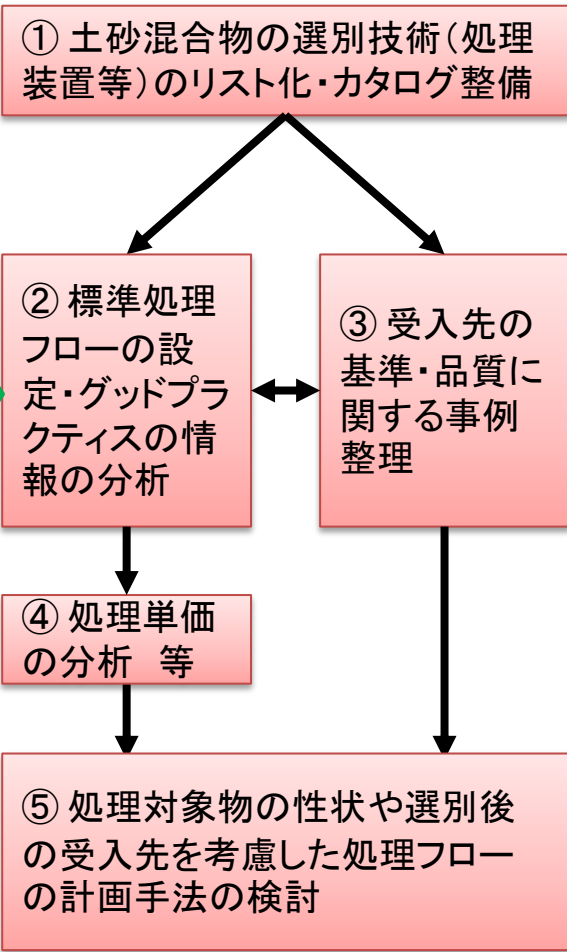 ① 土砂混合物の選別技術（処理
装置等）のリスト化・カタログ整備
② 標準処理
フローの設
定・グッドプラ
クティスの情
報の分析
③ 受入先の
基準・品質に
関する事例
整理
④ 処理単価
の分析　等
⑤ 処理対象物の性状や選別後
の受入先を考慮した処理フロー
の計画手法の検討